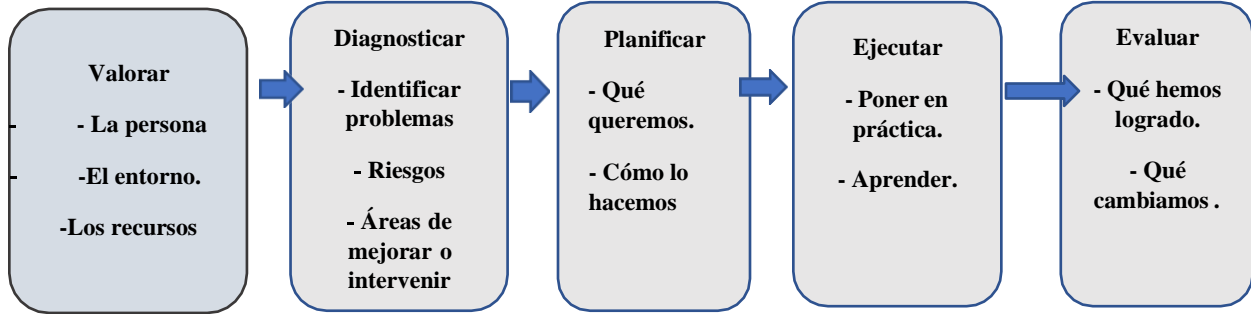 Valorar
- - La persona
- -El entorno.
-Los recursos
Diagnosticar
- Identificar
problemas
- Riesgos
- Áreas de
mejorar o
intervenir
Planificar
- Qué
queremos.
- Cómo lo
hacemos
Ejecutar
- Poner en
práctica.
- Aprender.
Evaluar
- Qué hemos
logrado.
- Qué
cambiamos .